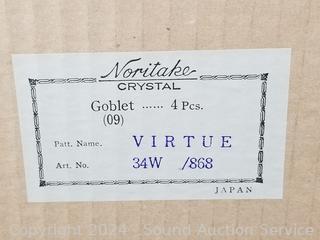 Noritake
CRYSTAL
Goblet ...... 4 Pcs.
(09)
Patt. Name. VIRTUE
Art. No. 34W /868
JAPAN
Copyright 2024 - Sound Auction Service